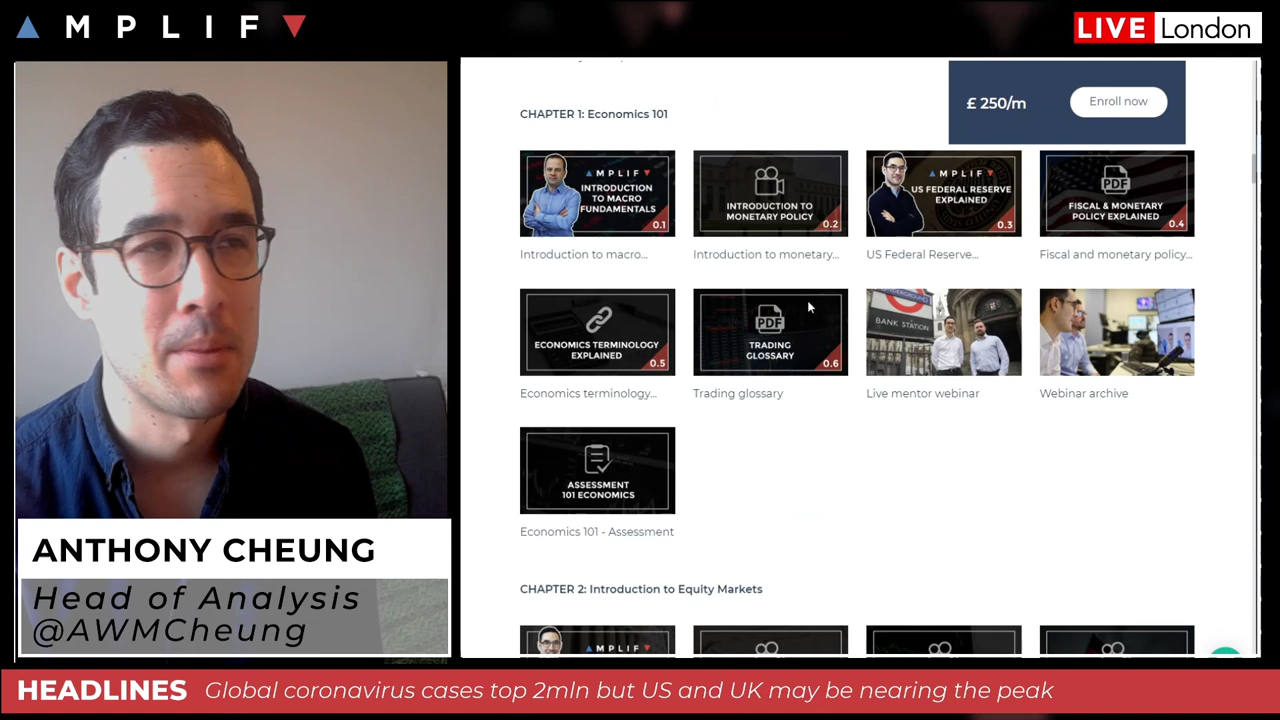 AMPLIFY
LIVE London
£ 250/m
Enroll now
CHAPTER 1: Economics 101
AMPLIFY
INTRODUCTION
TO MACRO
FUNDAMENTALS
0.1
INTRODUCTION TO
MONETARY POLICY
0.2
AMPLIFY
US FEDERAL RESERVE
EXPLAINED
0.3
PDF
FISCAL & MONETARY
POLICY EXPLAINED
0.4
Introduction to macro...
Introduction to monetary...
US Federal Reserve...
Fiscal and monetary policy...
ECONOMICS TERMINOLOGY
EXPLAINED
0.5
PDF
TRADING
GLOSSARY
0.6
UNDERGROUND
BANK STATION
Economics terminology...
Trading glossary
Live mentor webinar
Webinar archive
ASSESSMENT
101 ECONOMICS
Economics 101 - Assessment
CHAPTER 2: Introduction to Equity Markets
AMPLIFY
ANTHONY CHEUNG
Head of Analysis
@AWMCheung
HEADLINES Global coronavirus cases top 2mln but US and UK may be nearing the peak